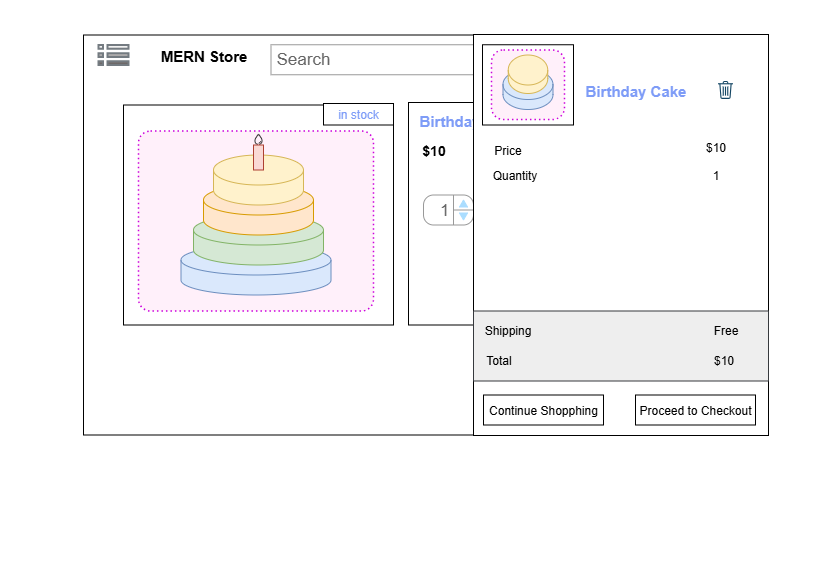 MERN Store
Search
in stock
Birthda
$10
1
Birthday Cake
Price $10
Quantity 1
Shipping Free
Total $10
Continue Shopphing
Proceed to Checkout